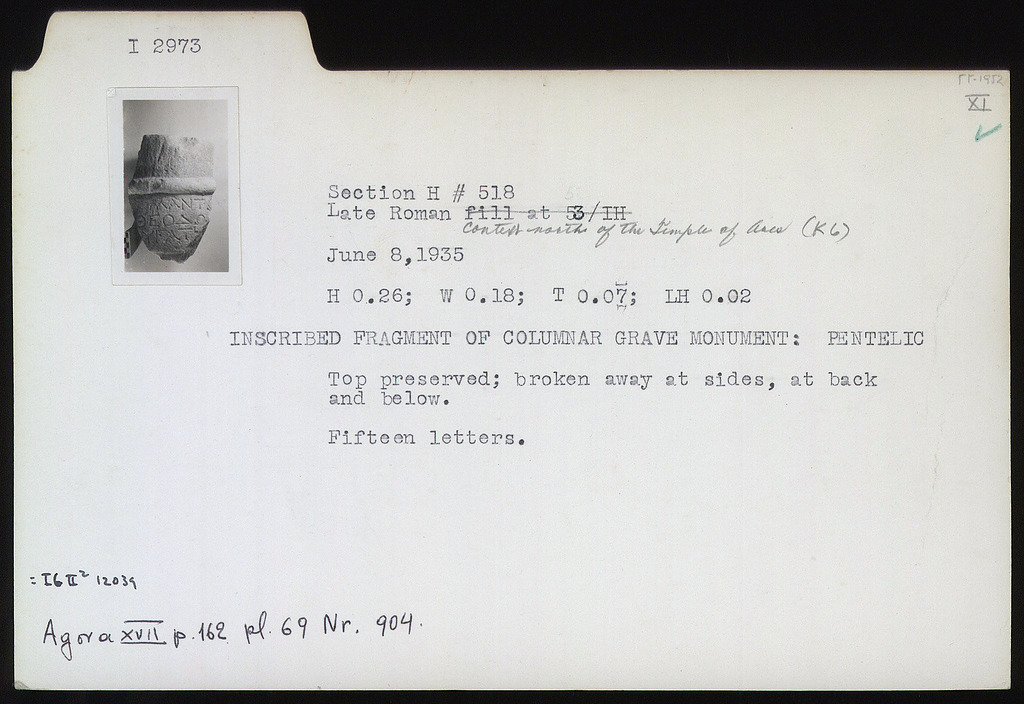 I 2973
ΓΓ-1952
XI
Section H # 518
Late Roman fill at 53/IH
context north of the Temple of Ares (K6)
June 8,1935
H 0.26; W 0.18; T 0.07; LH 0.02
INSCRIBED FRAGMENT OF COLUMNAR GRAVE MONUMENT: PENTELIC
Top preserved; broken away at sides, at back
and below.
Fifteen letters.
= IG II² 12039
Agora XVII p.162 pl.69 Nr. 904.